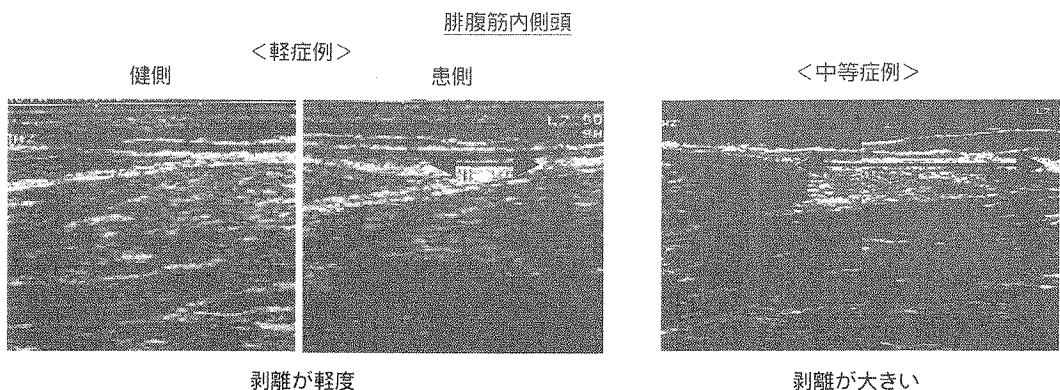 腓腹筋内側頭
＜軽症例＞
健側
患側
＜中等症例＞
剥離が軽度
剥離が大きい